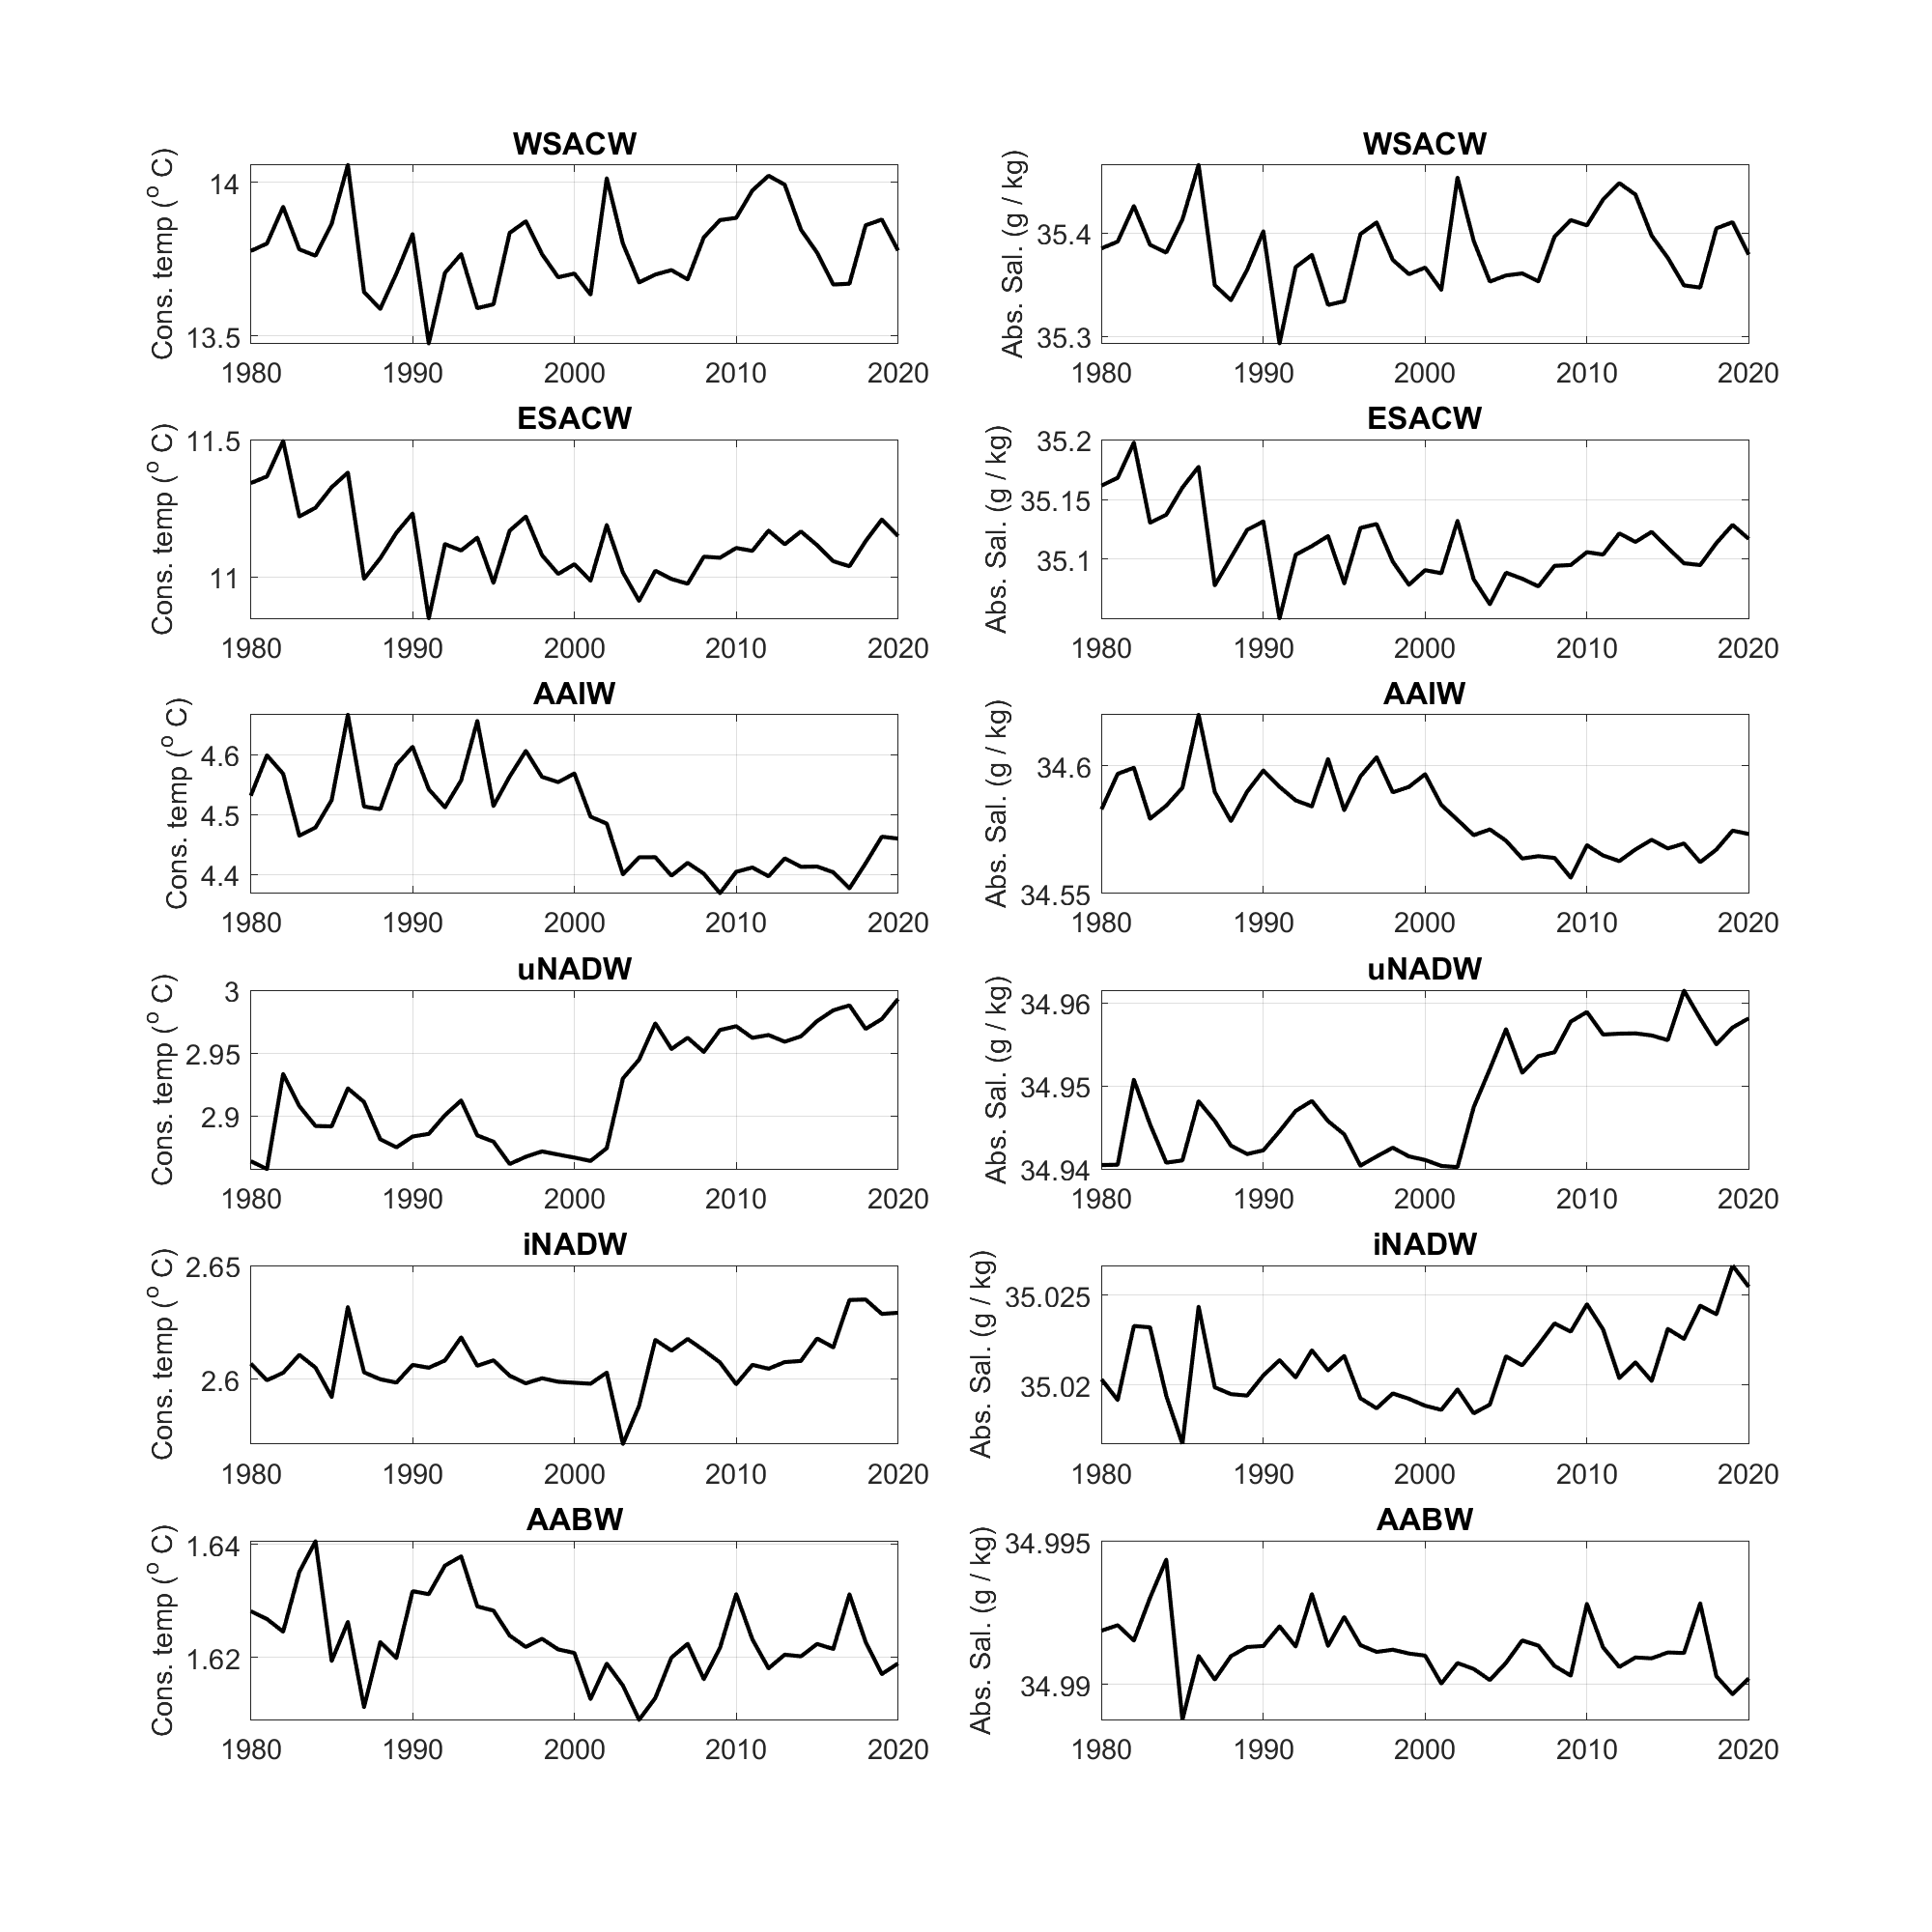 WSACW
Cons. temp (° C)
14
13.5
1980 1990 2000 2010 2020
WSACW
Abs. Sal. (g / kg)
35.4
35.3
1980 1990 2000 2010 2020
ESACW
Cons. temp (° C)
11.5
11
1980 1990 2000 2010 2020
ESACW
Abs. Sal. (g / kg)
35.2
35.15
35.1
1980 1990 2000 2010 2020
AAIW
Cons. temp (° C)
4.6
4.5
4.4
1980 1990 2000 2010 2020
AAIW
Abs. Sal. (g / kg)
34.6
34.55
1980 1990 2000 2010 2020
uNADW
Cons. temp (° C)
3
2.95
2.9
1980 1990 2000 2010 2020
uNADW
Abs. Sal. (g / kg)
34.96
34.95
34.94
1980 1990 2000 2010 2020
iNADW
Cons. temp (° C)
2.65
2.6
1980 1990 2000 2010 2020
iNADW
Abs. Sal. (g / kg)
35.025
35.02
1980 1990 2000 2010 2020
AABW
Cons. temp (° C)
1.64
1.62
1980 1990 2000 2010 2020
AABW
Abs. Sal. (g / kg)
34.995
34.99
1980 1990 2000 2010 2020